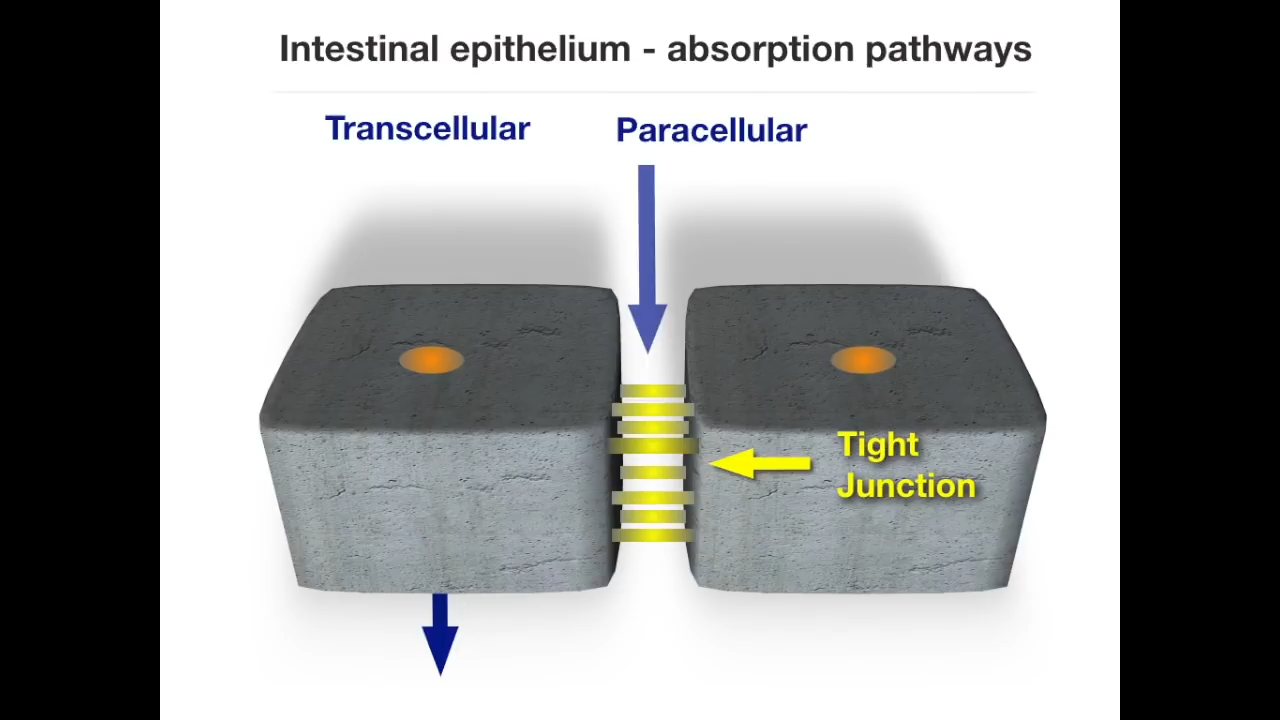 Intestinal epithelium - absorption pathways
Transcellular
Paracellular
Tight
Junction